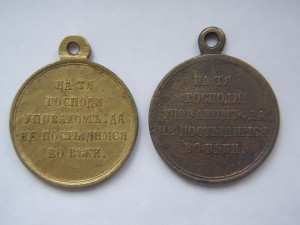 НА ТЯ
ГОСПОДИ
УПОВАХОМЪ, ДА
НЕ ПОСТЫДИМСЯ
ВО ВѢКИ.
НА ТЯ
ГОСПОДИ
УПОВАХОМЪ, ДА
НЕ ПОСТЫДИМСЯ
ВО ВѢКИ.